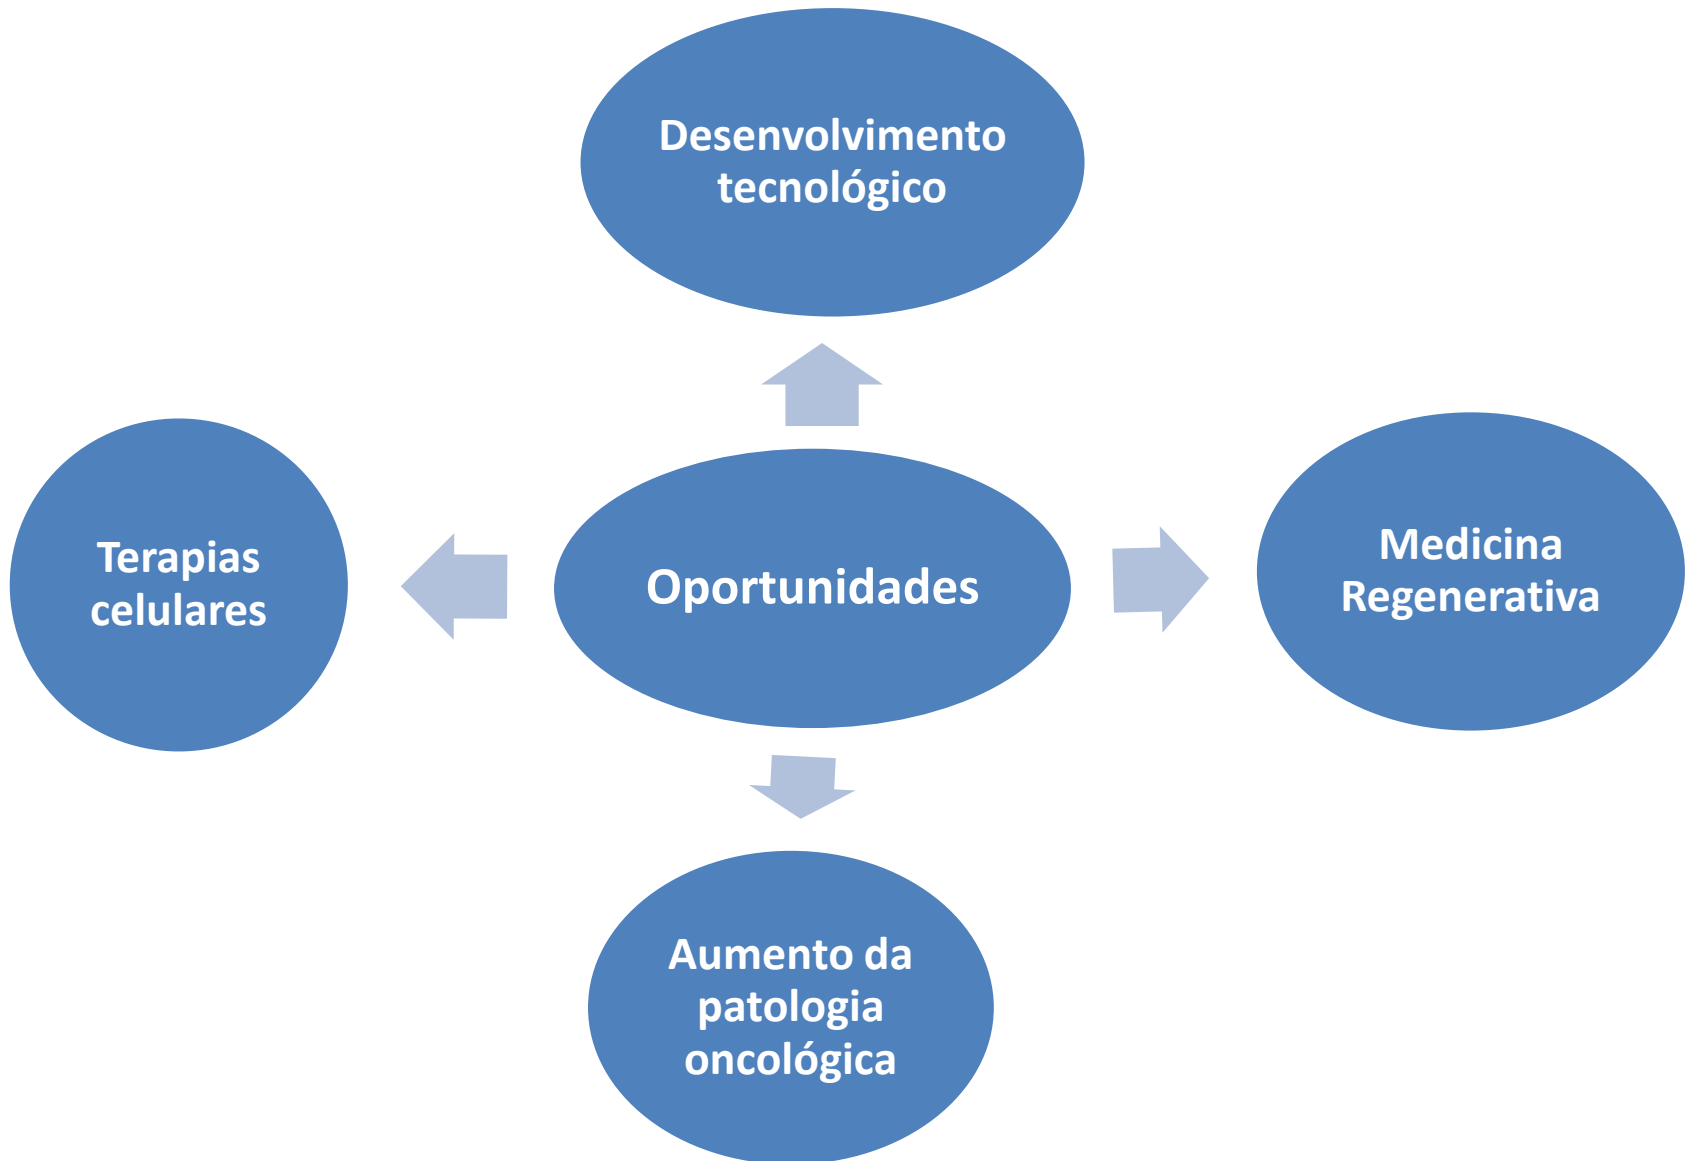 Desenvolvimento
tecnológico
Terapias
celulares
Oportunidades
Medicina
Regenerativa
Aumento da
patologia
oncológica